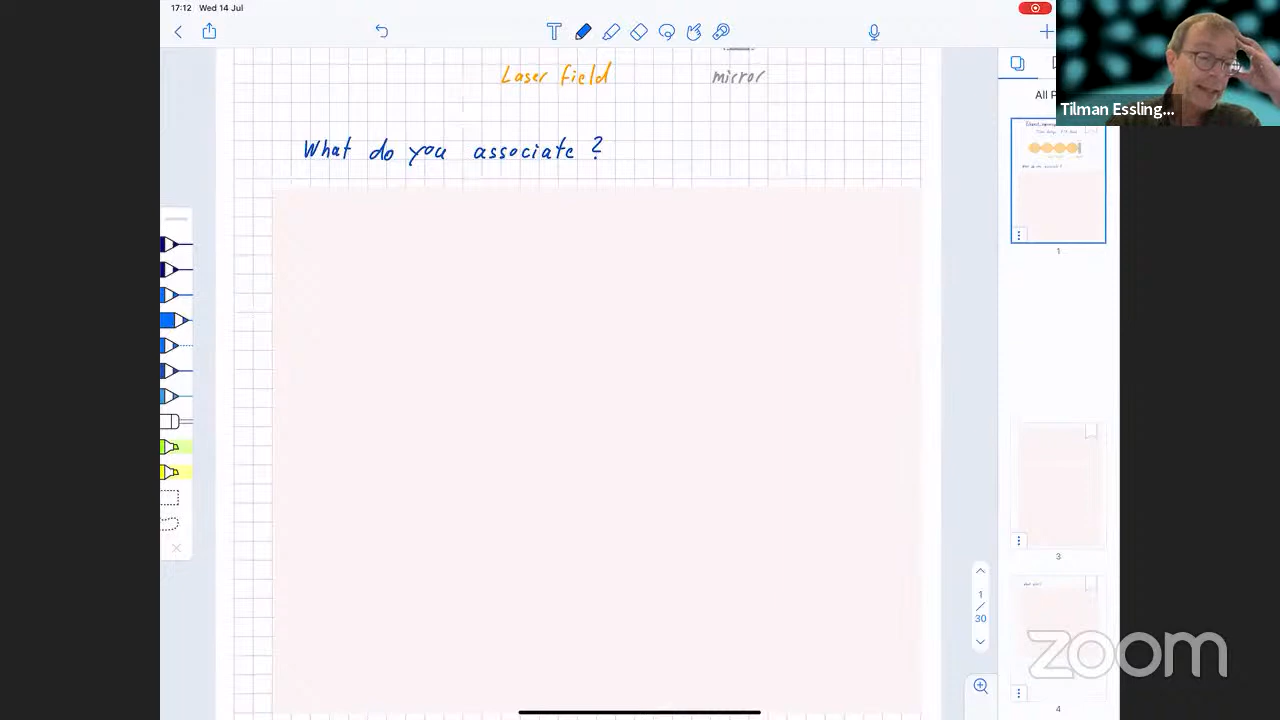 17:12 Wed 14 Jul
Laser field
mirror
What do you associate ?
All P
Tilman Essling...
1
3
4
1
/
30
T
zoom